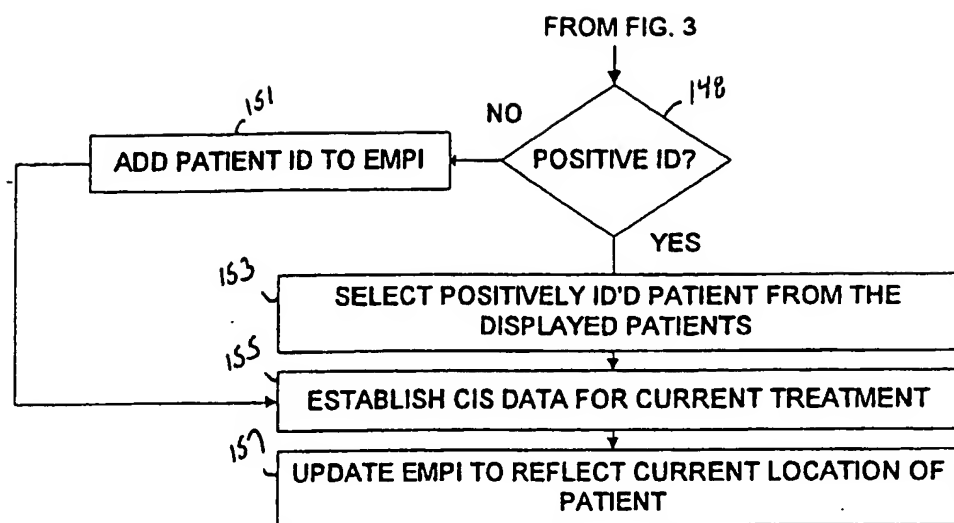 FROM FIG. 3
148
NO
151
POSITIVE ID?
ADD PATIENT ID TO EMPI
YES
153
SELECT POSITIVELY ID'D PATIENT FROM THE
DISPLAYED PATIENTS
155
ESTABLISH CIS DATA FOR CURRENT TREATMENT
157
UPDATE EMPI TO REFLECT CURRENT LOCATION OF
PATIENT